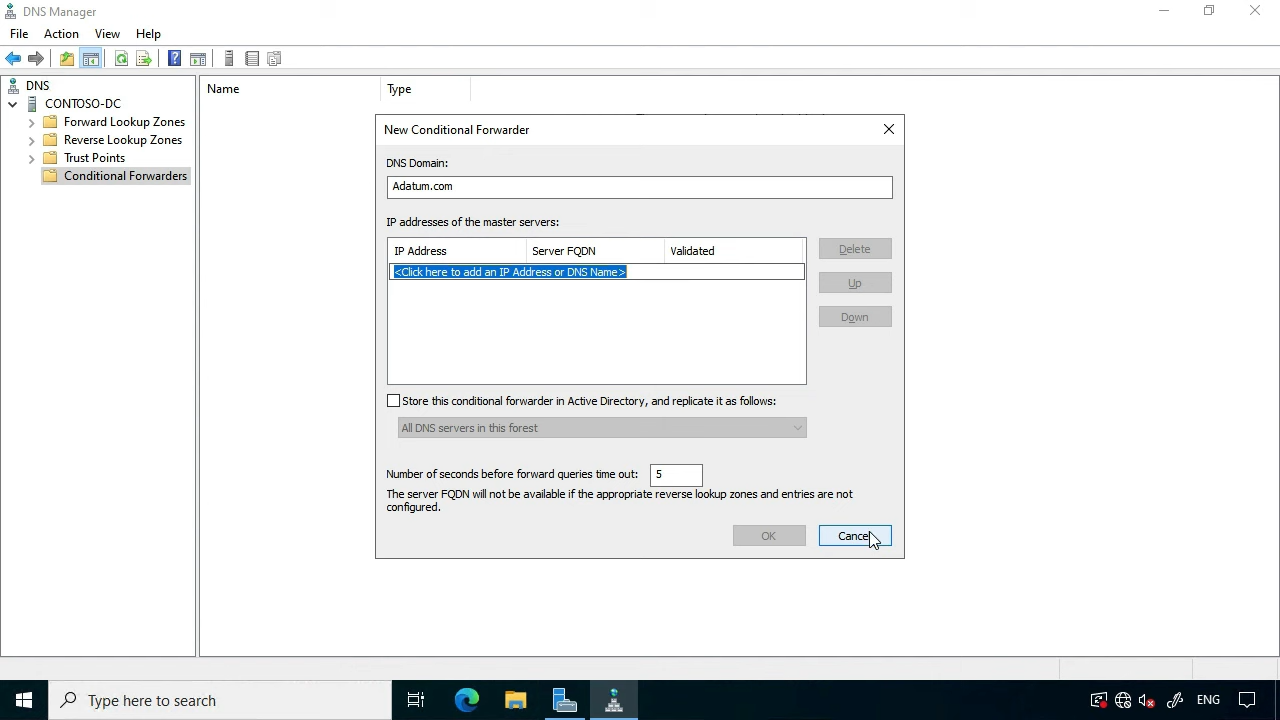 DNS Manager
File Action View Help
DNS
CONTOSO-DC
Forward Lookup Zones
Reverse Lookup Zones
Trust Points
Conditional Forwarders
Name Type
New Conditional Forwarder
DNS Domain:
Adatum.com
IP addresses of the master servers:
IP Address Server FQDN Validated
<Click here to add an IP Address or DNS Name>
Delete
Up
Down
Store this conditional forwarder in Active Directory, and replicate it as follows:
All DNS servers in this forest
Number of seconds before forward queries time out: 5
The server FQDN will not be available if the appropriate reverse lookup zones and entries are not
configured.
OK Cancel
Type here to search
ENG